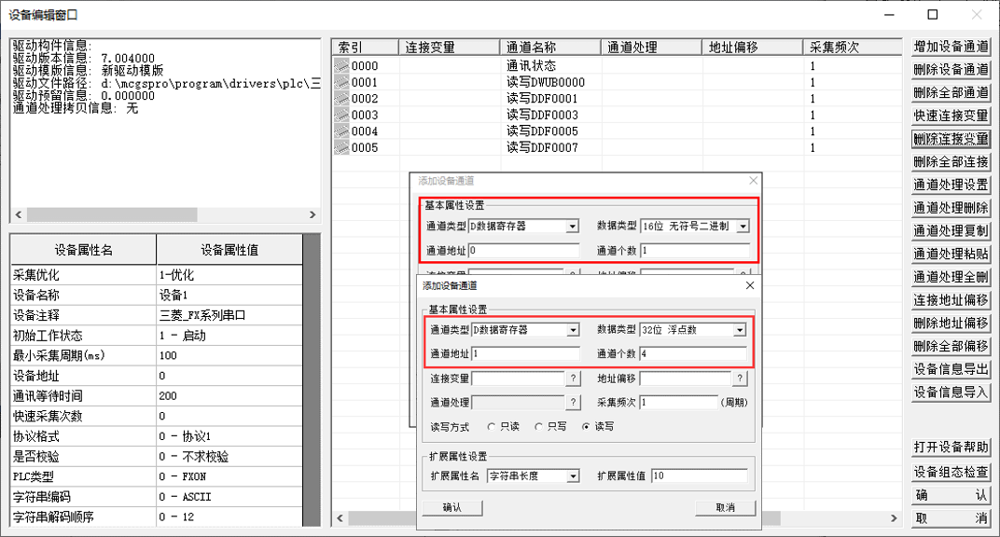 设备编辑窗口
驱动构件信息:
驱动版本信息: 7.004000
驱动模版信息: 新驱动模版
驱动文件路径: d:\mcgspro\program\drivers\plc\三
驱动预留信息: 0.000000
通道处理拷贝信息: 无
设备属性名 设备属性值
采集优化 1-优化
设备名称 设备1
设备注释 三菱_FX系列串口
初始工作状态 1 - 启动
最小采集周期(ms) 100
设备地址 0
通讯等待时间 200
快速采集次数 0
协议格式 0 - 协议1
是否校验 0 - 不求校验
PLC类型 0 - FX0N
字符串编码 0 - ASCII
字符串解码顺序 0 - 12
索引 连接变量 通道名称 通道处理 地址偏移 采集频次
0000 通讯状态 1
0001 读写DWUB0000 1
0002 读写DDF0001 1
0003 读写DDF0003 1
0004 读写DDF0005 1
0005 读写DDF0007 1
添加设备通道
基本属性设置
通道类型 D数据寄存器 数据类型 16位 无符号二进制
通道地址 0 通道个数 1
添加设备通道
基本属性设置
通道类型 D数据寄存器 数据类型 32位 浮点数
通道地址 1 通道个数 4
连接变量 ? 地址偏移 ?
通道处理 ? 采集频次 1 (周期)
读写方式 只读 只写 读写
扩展属性设置
扩展属性名 字符串长度 扩展属性值 10
确认 取消
增加设备通道
删除设备通道
删除全部通道
快速连接变量
删除连接变量
删除全部连接
通道处理设置
通道处理删除
通道处理复制
通道处理粘贴
通道处理全删
连接地址偏移
删除地址偏移
删除全部偏移
设备信息导出
设备信息导入
打开设备帮助
设备组态检查
确 认
取 消